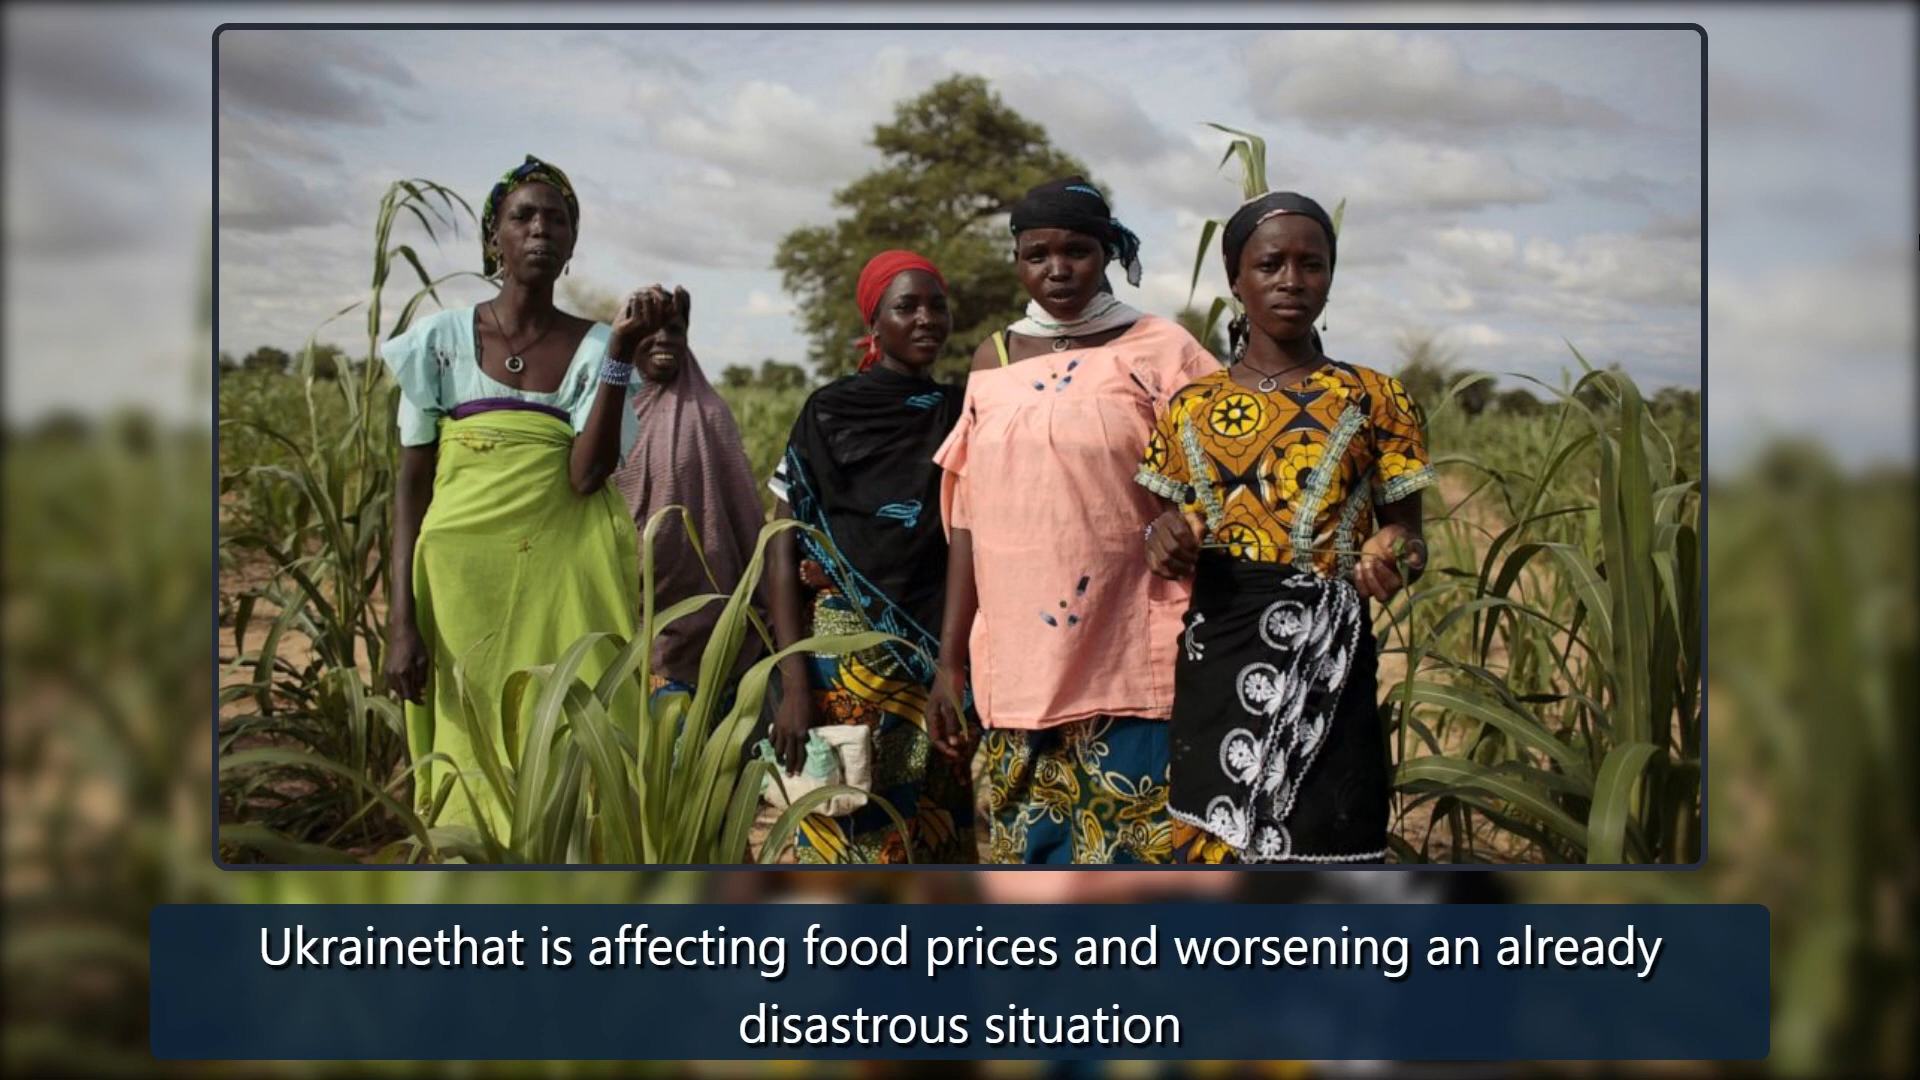 Ukrainethat is affecting food prices and worsening an already
disastrous situation